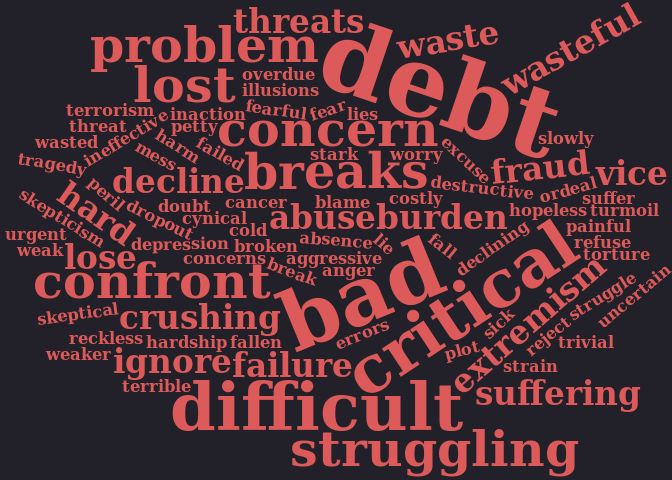 threats
problem
debt
waste
wasteful
lost
overdue
illusions
terrorism
inaction
fearful
fear
lies
threat
ineffective
petty
concern
slowly
wasted
mess
harm
failed
stark
worry
excuse
fraud
vice
tragedy
peril
decline
breaks
destructive
ordeal
suffer
skepticism
hard
dropout
doubt
cancer
blame
costly
hopeless
turmoil
cynical
abuse
burden
painful
urgent
cold
weak
depression
broken
absence
lie
fall
declining
refuse
torture
lose
concerns
break
aggressive
anger
confront
bad
critical
extremism
struggle
uncertain
skeptical
crushing
errors
sick
reject
trivial
reckless
hardship
fallen
plot
weaker
ignore
failure
strain
terrible
difficult
suffering
struggling